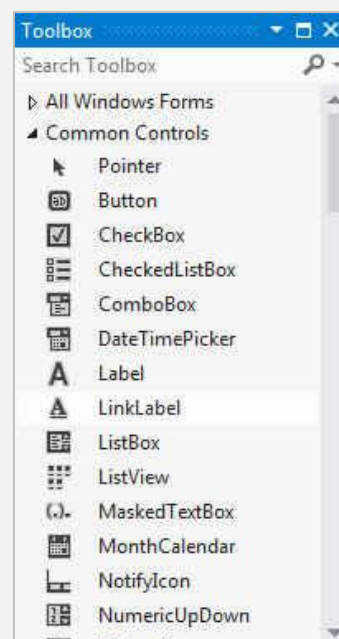 Toolbox
Search Toolbox
All Windows Forms
Common Controls
Pointer
Button
CheckBox
CheckedListBox
ComboBox
DateTimePicker
Label
LinkLabel
ListBox
ListView
MaskedTextBox
MonthCalendar
NotifyIcon
NumericUpDown